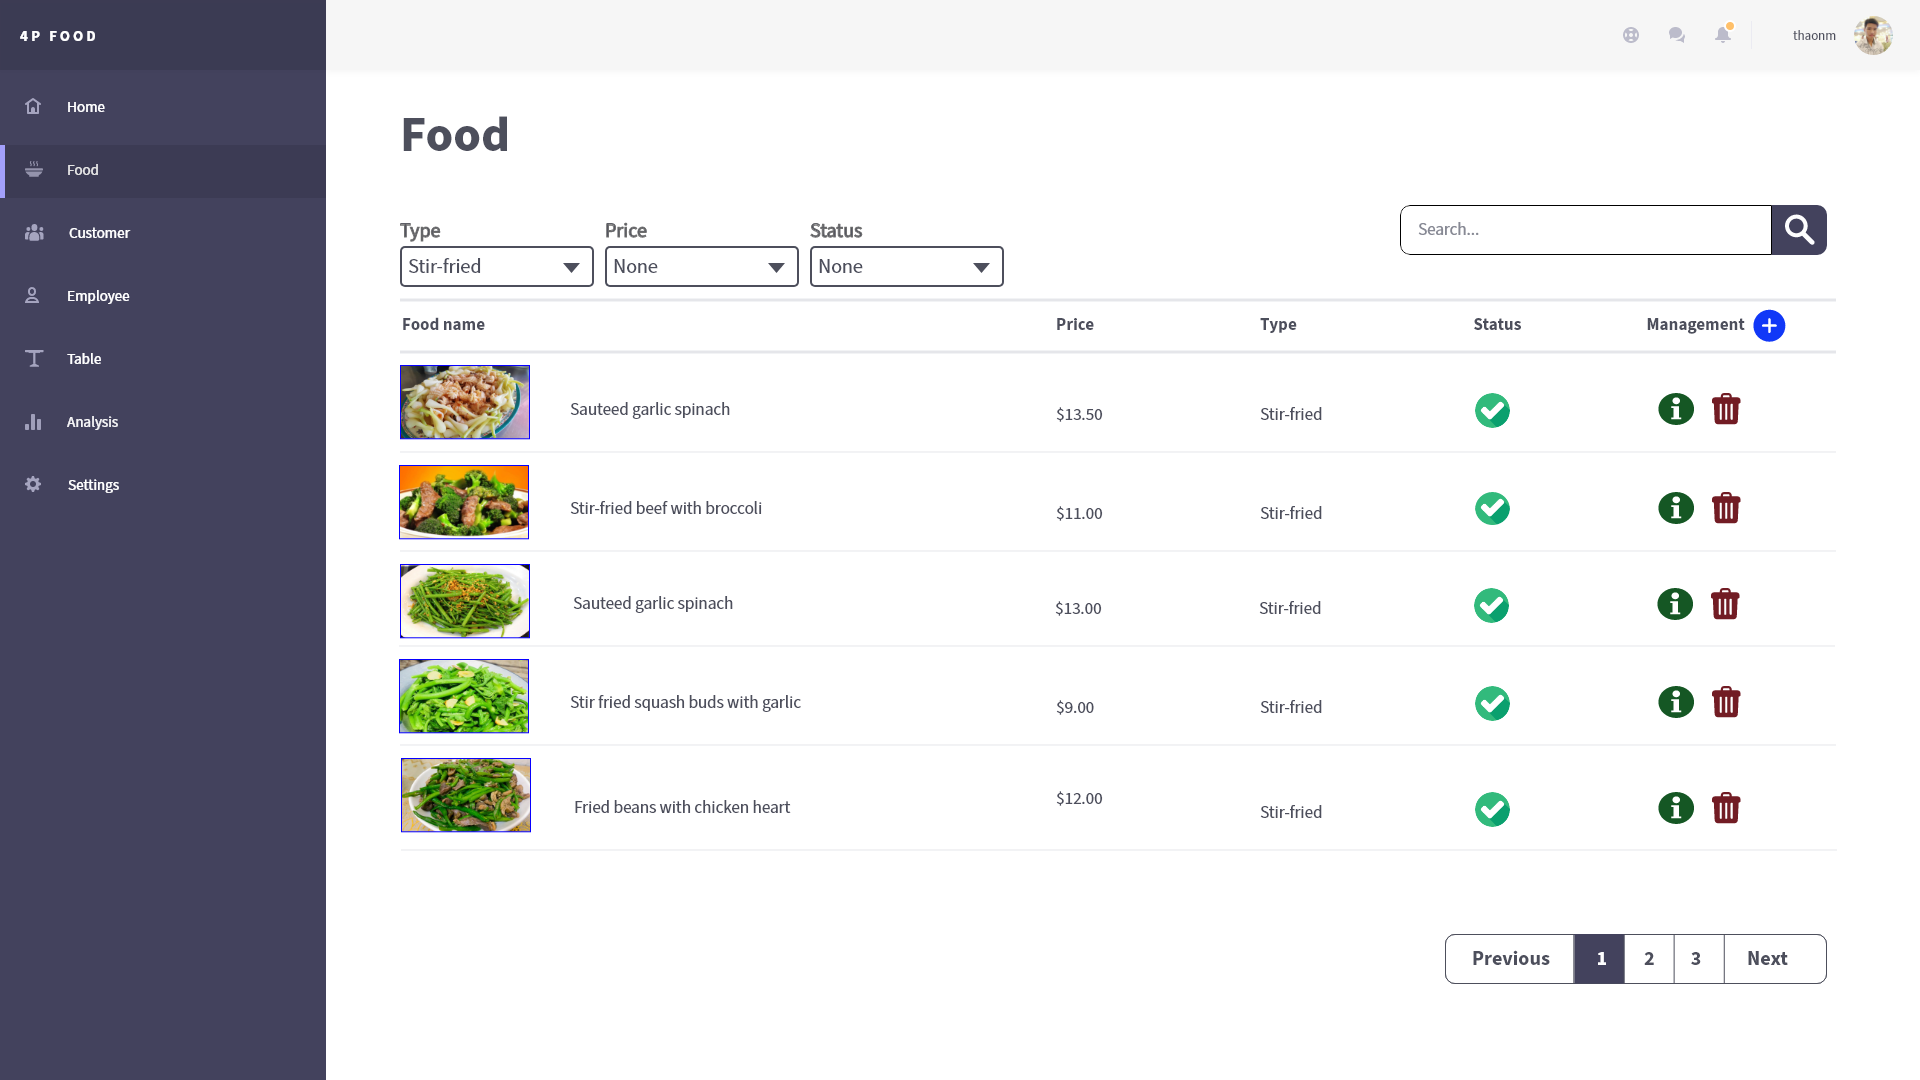 4P FOOD
thaonm
Home
Food
Customer
Employee
Table
Analysis
Settings
Food
Type
Price
Status
Stir-fried
None
None
Search...
Food name
Price
Type
Status
Management
Sauteed garlic spinach
$13.50
Stir-fried
Stir-fried beef with broccoli
$11.00
Stir-fried
Sauteed garlic spinach
$13.00
Stir-fried
Stir fried squash buds with garlic
$9.00
Stir-fried
Fried beans with chicken heart
$12.00
Stir-fried
Previous
1
2
3
Next